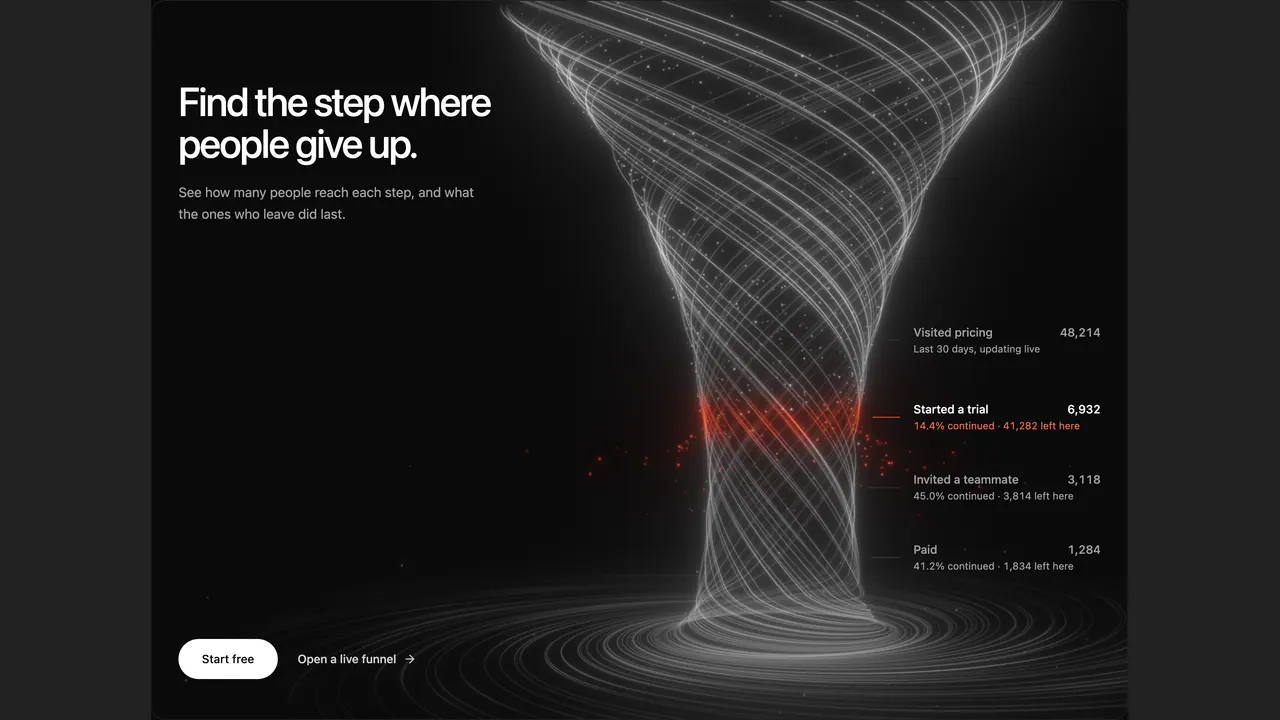 Find the step where
people give up.
See how many people reach each step, and what
the ones who leave did last.
Visited pricing 48,214
Last 30 days, updating live
Started a trial 6,932
14.4% continued · 41,282 left here
Invited a teammate 3,118
45.0% continued · 3,814 left here
Paid 1,284
41.2% continued · 1,834 left here
Start free Open a live funnel →